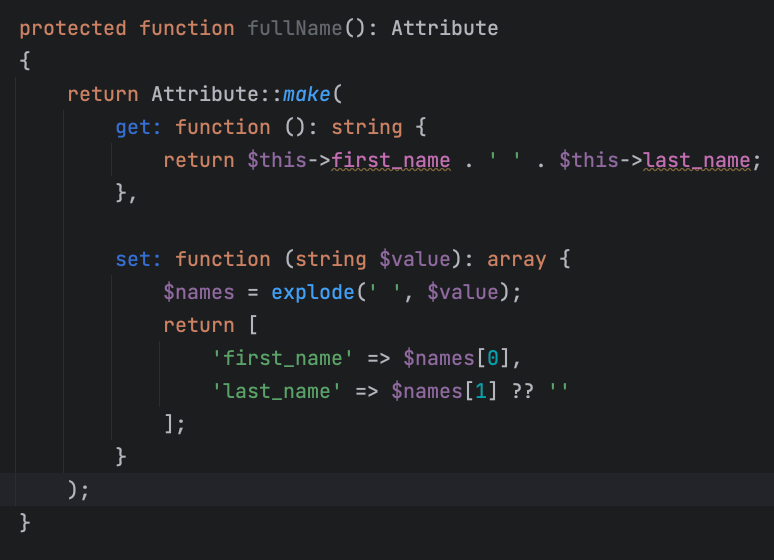 protected function fullName(): Attribute
{
    return Attribute::make(
        get: function (): string {
            return $this->first_name . ' ' . $this->last_name;
        },

        set: function (string $value): array {
            $names = explode(' ', $value);
            return [
                'first_name' => $names[0],
                'last_name' => $names[1] ?? ''
            ];
        }
    );
}